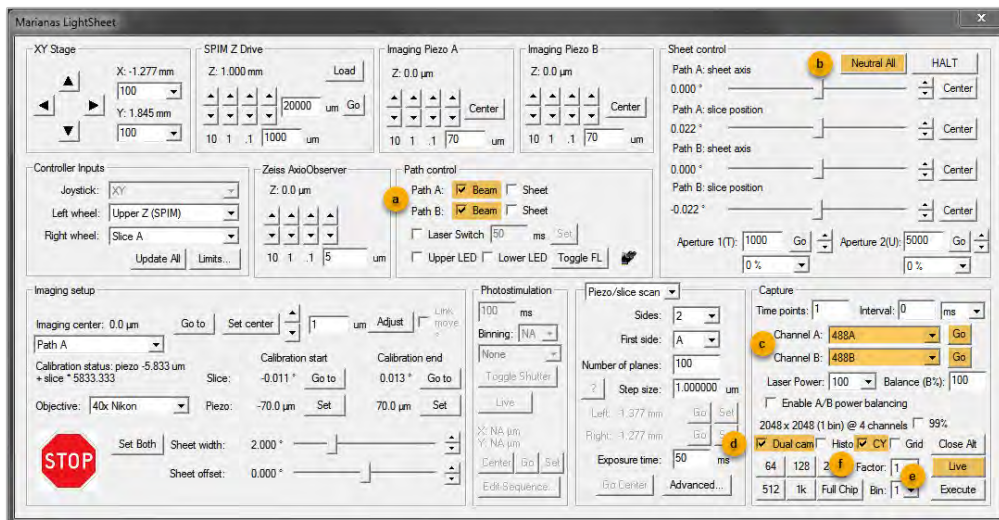 Marianas LightSheet
x
XY Stage
X: -1.277 mm
100
Y: 1.845 mm
100
SPIM Z Drive
Z: 1.000 mm
Load
20000 um Go
10 1 .1 1000 um
Imaging Piezo A
Z: 0.0 µm
Center
10 1 .1 70 um
Imaging Piezo B
Z: 0.0 µm
Center
10 1 .1 70 um
Sheet control
b Neutral All HALT
Path A: sheet axis
0.000 ° Center
Path A: slice position
0.022 ° Center
Path B: sheet axis
0.000 ° Center
Path B: slice position
-0.022 ° Center
Aperture 1(T): 1000 Go Aperture 2(U): 5000 Go
0 % 0 %
Controller Inputs
Joystick: XY
Left wheel: Upper Z (SPIM)
Right wheel: Slice A
Update All Limits...
Zeiss AxioObserver
Z: 0.0 µm
10 1 .1 5 um
Path control
a
Path A: Beam Sheet
Path B: Beam Sheet
Laser Switch 50 ms Set
Upper LED Lower LED Toggle FL
Imaging setup
Imaging center: 0.0 µm Go to Set center 1 um Adjust Link
move
Path A
Calibration status: piezo -5.833 um
+ slice * 5833.333
Calibration start Calibration end
Slice: -0.011 ° Go to 0.013 ° Go to
Objective: 40x Nikon Piezo: -70.0 µm Set 70.0 µm Set
STOP
Set Both Sheet width: 2.000 °
Sheet offset: 0.000 °
Photostimulation
100 ms
Binning: NA
None
Toggle Shutter
Live
X: NA µm
Y: NA µm
Center Go Set
Edit Sequence...
Piezo/slice scan
Sides: 2
First side: A
Number of planes: 100
? Step size: 1.000000 um
Left: 1.377 mm Go Set
Right: 1.277 mm Go Set
Exposure time: 50 ms
Go Center Advanced...
Capture
Time points: 1 Interval: 0 ms
c
Channel A: 488A Go
Channel B: 488B Go
Laser Power: 100 Balance (B%): 100
Enable A/B power balancing
2048 x 2048 (1 bin) @ 4 channels 99%
d Dual cam Histo CY Grid Close Alt
64 128 2 f Factor: 1 e Live
512 1k Full Chip Bin: 1 Execute